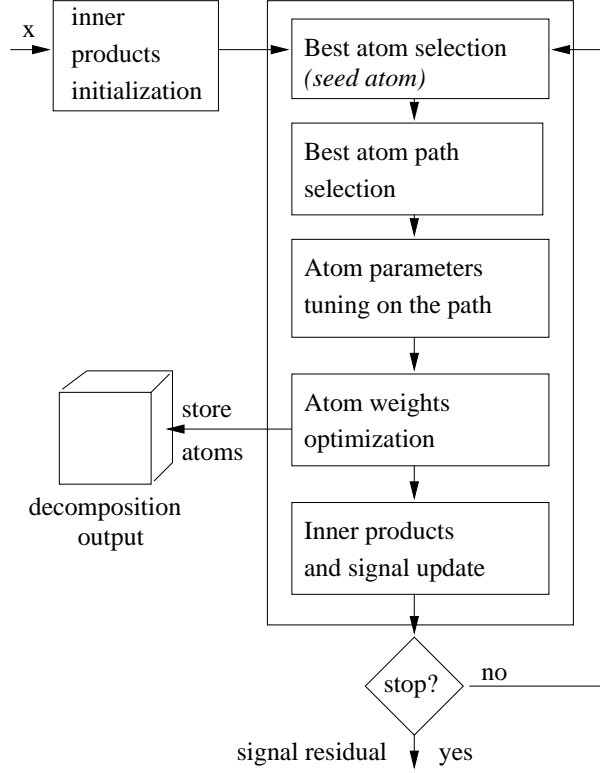 x
inner
products
initialization
Best atom selection
(seed atom)
Best atom path
selection
Atom parameters
tuning on the path
Atom weights
optimization
store
atoms
decomposition
output
Inner products
and signal update
stop?
no
signal residual
yes